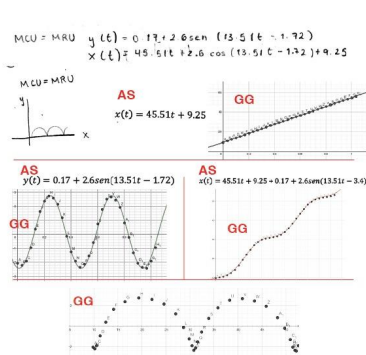 MCU = MRU y(t) = 0.17 + 2.6 sen (13.51t - 1.72)
x(t) = 45.51t + 2.6 cos (13.51t - 1.72) + 9.25
MCU = MRU
y
x
AS
x(t) = 45.51t + 9.25
GG
AS
y(t) = 0.17 + 2.6sen(13.51t − 1.72)
GG
AS
x(t) = 45.51t + 9.25 + 0.17 + 2.6sen(13.51t − 3.4)
GG
GG